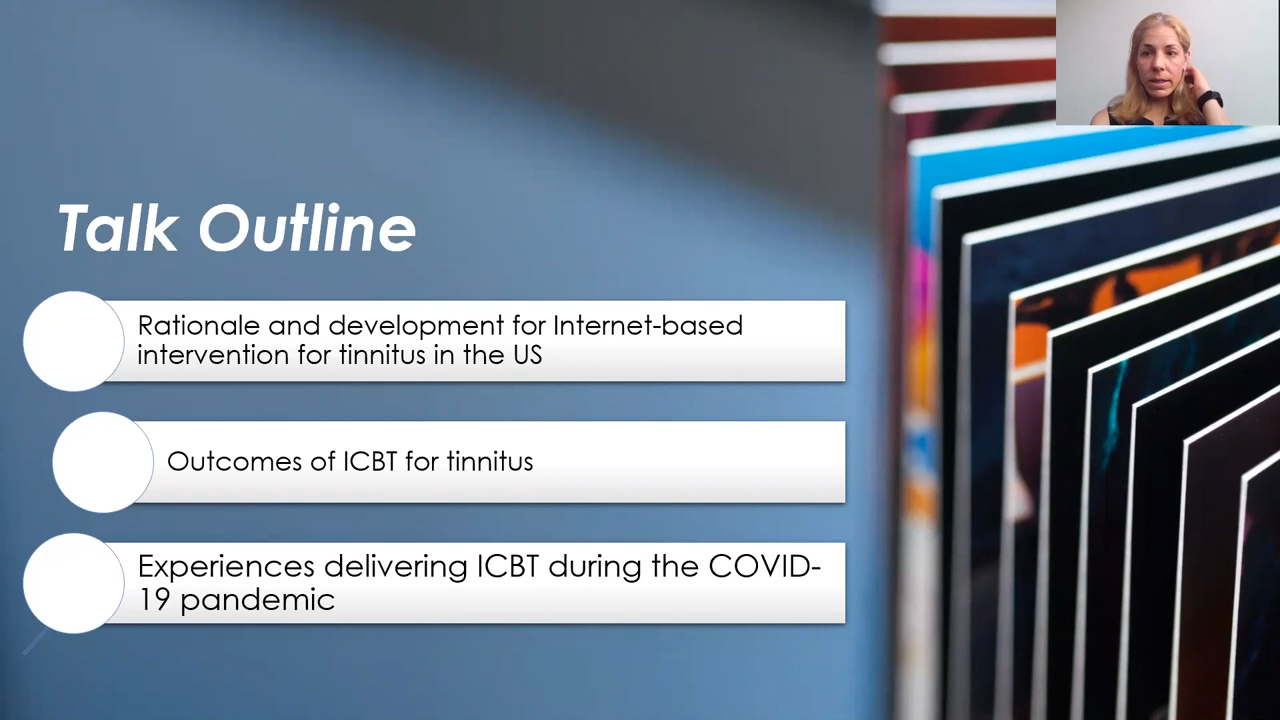 Talk Outline
Rationale and development for Internet-based
intervention for tinnitus in the US
Outcomes of ICBT for tinnitus
Experiences delivering ICBT during the COVID-
19 pandemic